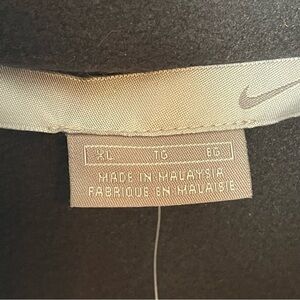 XL TG EG
MADE IN MALAYSIA
FABRIQUE EN MALAISIE